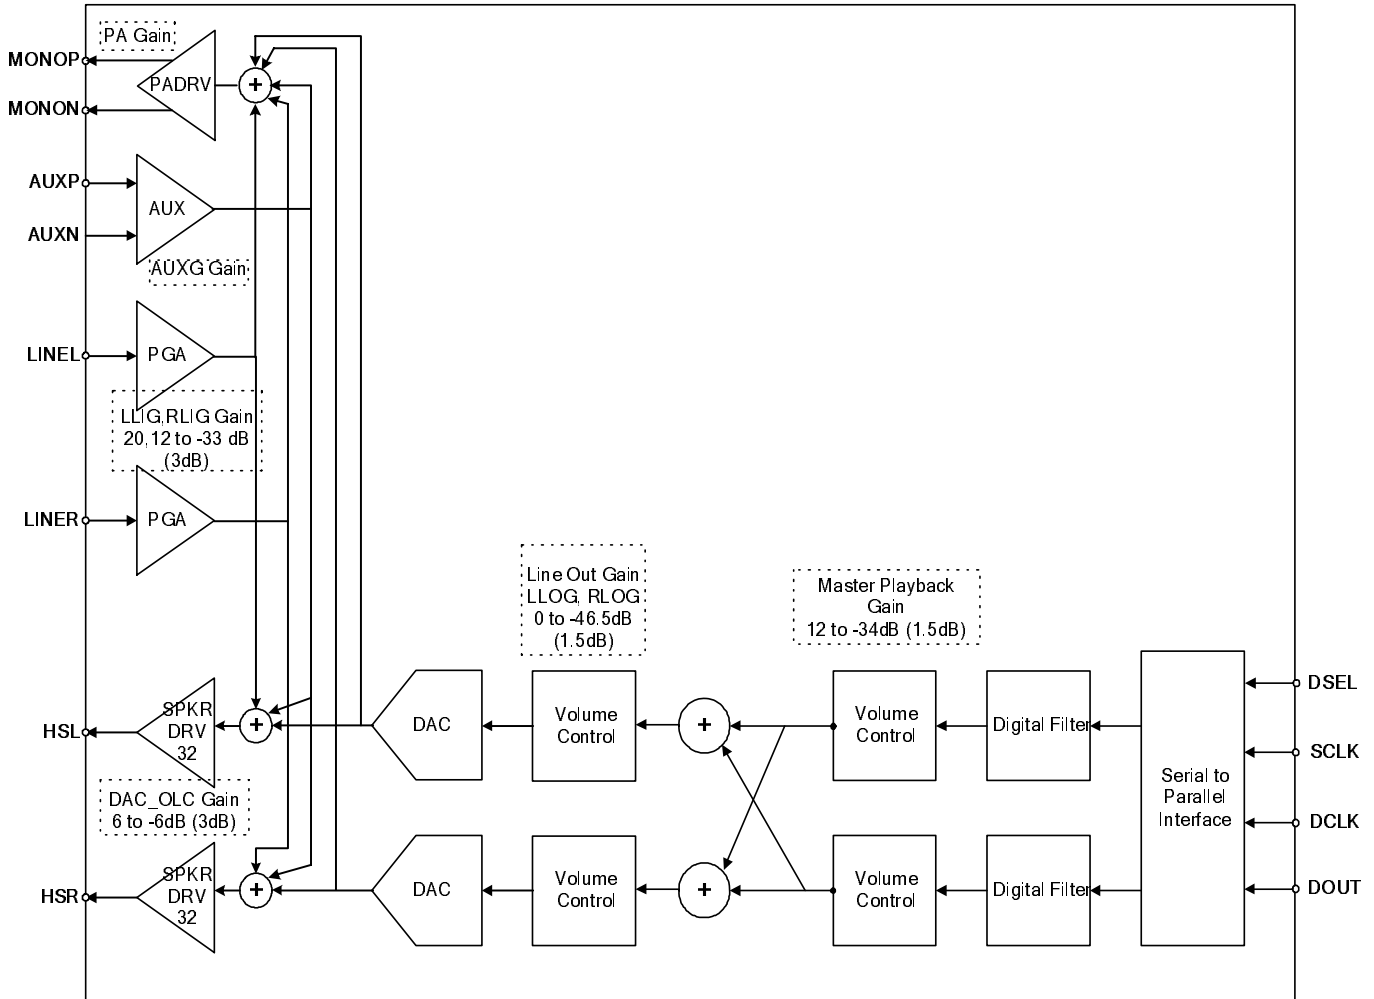 PA Gain
MONOP
PADRV
+
MONON
AUXP
AUX
AUXN
AUXG Gain
LINEL
PGA
LLIG,RLIG Gain
20,12 to -33 dB
(3dB)
LINER
PGA
Line Out Gain
LLOG, RLOG
0 to -46.5dB
(1.5dB)
Master Playback
Gain
12 to -34dB (1.5dB)
HSL
SPKR
DRV
32
+
DAC
Volume
Control
+
Volume
Control
Digital Filter
DSEL
SCLK
Serial to
Parallel
Interface
DCLK
DOUT
DAC_OLC Gain
6 to -6dB (3dB)
HSR
SPKR
DRV
32
+
DAC
Volume
Control
+
Volume
Control
Digital Filter